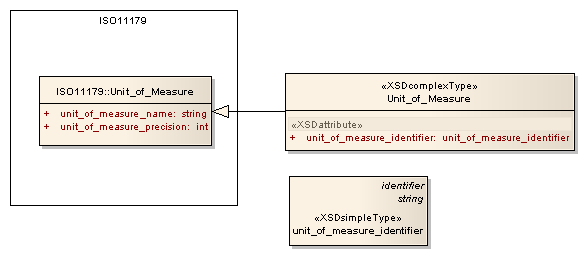 ISO11179
ISO11179::Unit_of_Measure
+ unit_of_measure_name: string
+ unit_of_measure_precision: int
«XSDcomplexType»
Unit_of_Measure
«XSDattribute»
+ unit_of_measure_identifier: unit_of_measure_identifier
identifier
string
«XSDsimpleType»
unit_of_measure_identifier